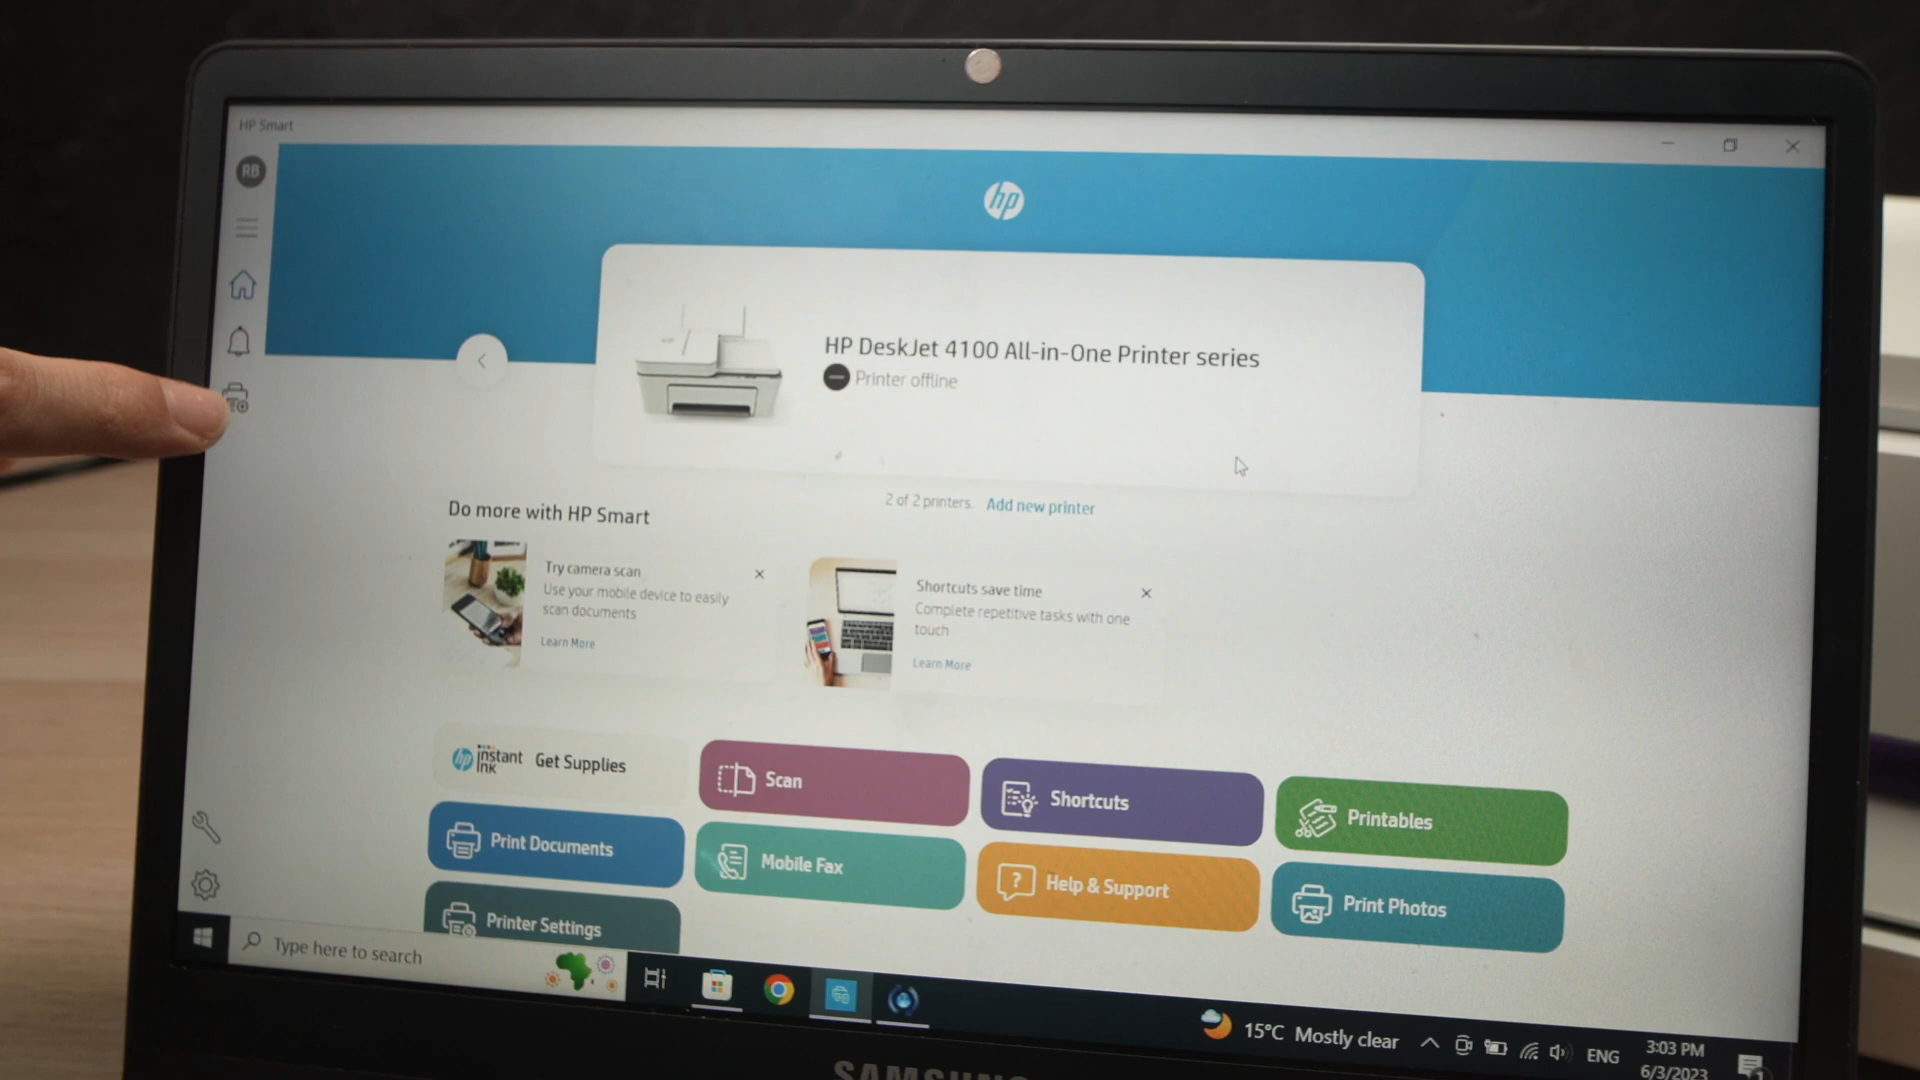 HP Smart
RB
hp
HP DeskJet 4100 All-in-One Printer series
Printer offline
2 of 2 printers. Add new printer
Do more with HP Smart
Try camera scan
Use your mobile device to easily
scan documents
Learn More
Shortcuts save time
Complete repetitive tasks with one
touch
Learn More
hp instant ink Get Supplies
Scan
Shortcuts
Printables
Print Documents
Mobile Fax
Help & Support
Print Photos
Printer Settings
Type here to search
15°C Mostly clear
ENG
3:03 PM
6/3/2023
1
SAMSUNG